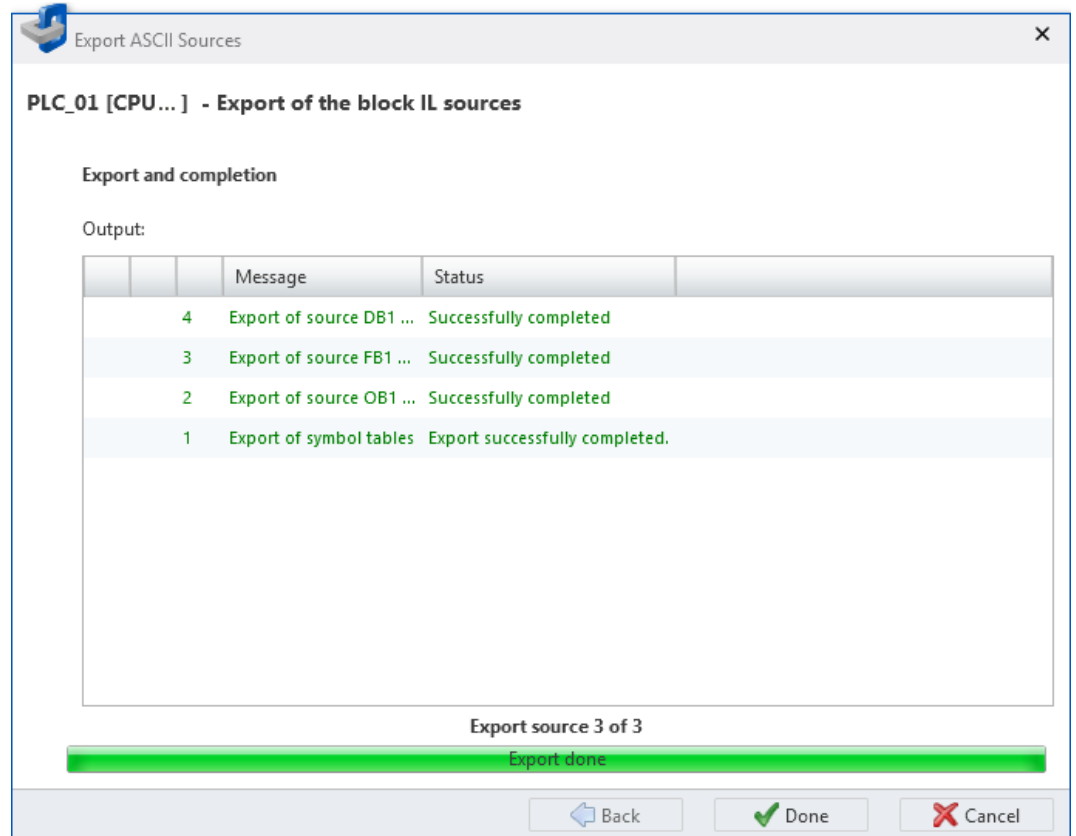 Export ASCII Sources
PLC_01 [CPU... ] - Export of the block IL sources
Export and completion
Output:
Message Status
4 Export of source DB1 ... Successfully completed
3 Export of source FB1 ... Successfully completed
2 Export of source OB1 ... Successfully completed
1 Export of symbol tables Export successfully completed.
Export source 3 of 3
Export done
Back Done Cancel